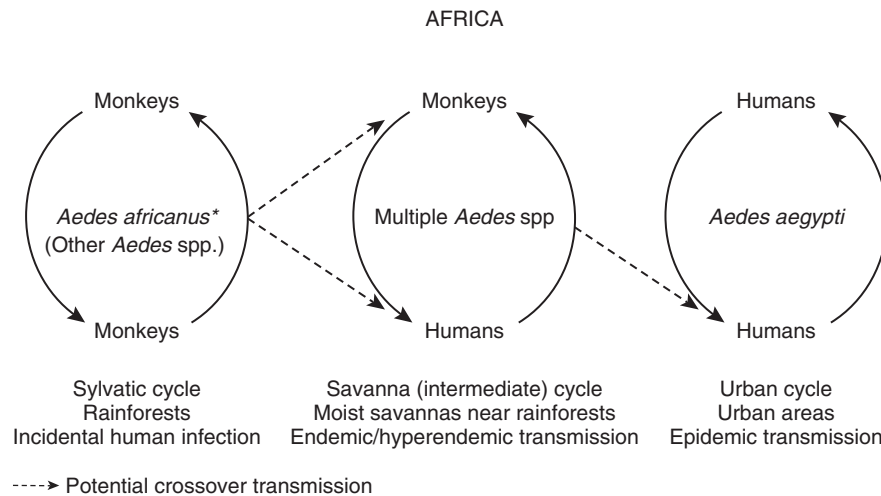 AFRICA
Monkeys
Aedes africanus*
(Other Aedes spp.)
Monkeys
Sylvatic cycle
Rainforests
Incidental human infection
Monkeys
Multiple Aedes spp
Humans
Savanna (intermediate) cycle
Moist savannas near rainforests
Endemic/hyperendemic transmission
Humans
Aedes aegypti
Humans
Urban cycle
Urban areas
Epidemic transmission
Potential crossover transmission